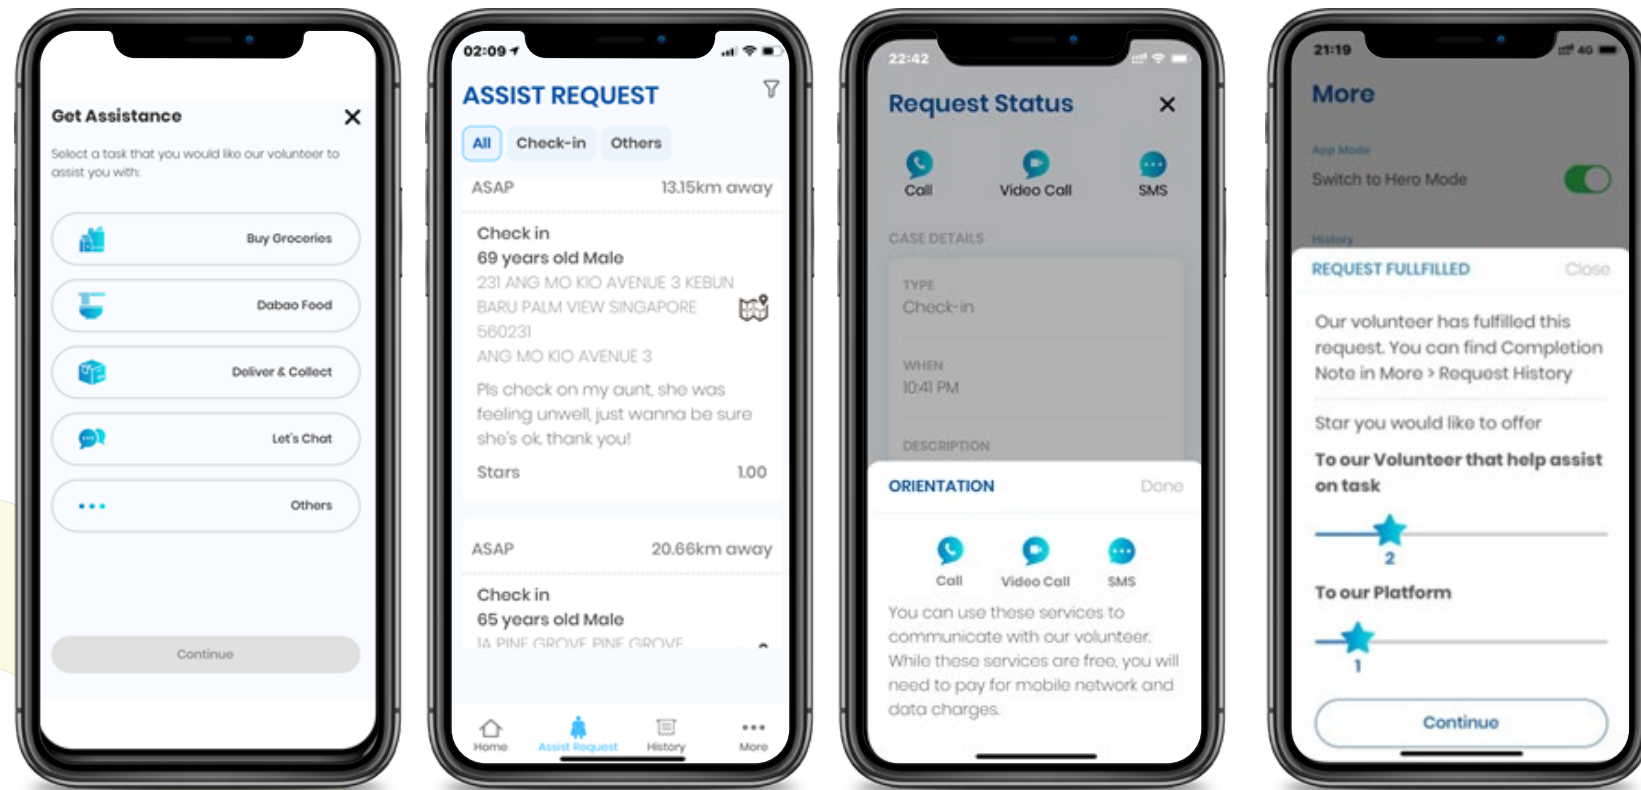 Get Assistance
Select a task that you would like our volunteer to
assist you with:
Buy Groceries
Dabao Food
Deliver & Collect
Let's Chat
Others
Continue
02:09
ASSIST REQUEST
All Check-in Others
ASAP 13.15km away
Check in
69 years old Male
231 ANG MO KIO AVENUE 3 KEBUN
BARU PALM VIEW SINGAPORE
560231
ANG MO KIO AVENUE 3
Pls check on my aunt, she was
feeling unwell, just wanna be sure
she's ok. thank you!
Stars 1.00
ASAP 20.66km away
Check in
65 years old Male
1A PINE GROVE PINE GROVE
Home Assist Request History More
22:42
Request Status
Call Video Call SMS
CASE DETAILS
TYPE
Check-in
WHEN
10:41 PM
DESCRIPTION
ORIENTATION Done
Call Video Call SMS
You can use these services to
communicate with our volunteer.
While these services are free, you will
need to pay for mobile network and
data charges.
21:19 4G
More
App Mode
Switch to Hero Mode
History
REQUEST FULLFILLED Close
Our volunteer has fulfilled this
request. You can find Completion
Note in More > Request History
Star you would like to offer
To our Volunteer that help assist
on task
2
To our Platform
1
Continue